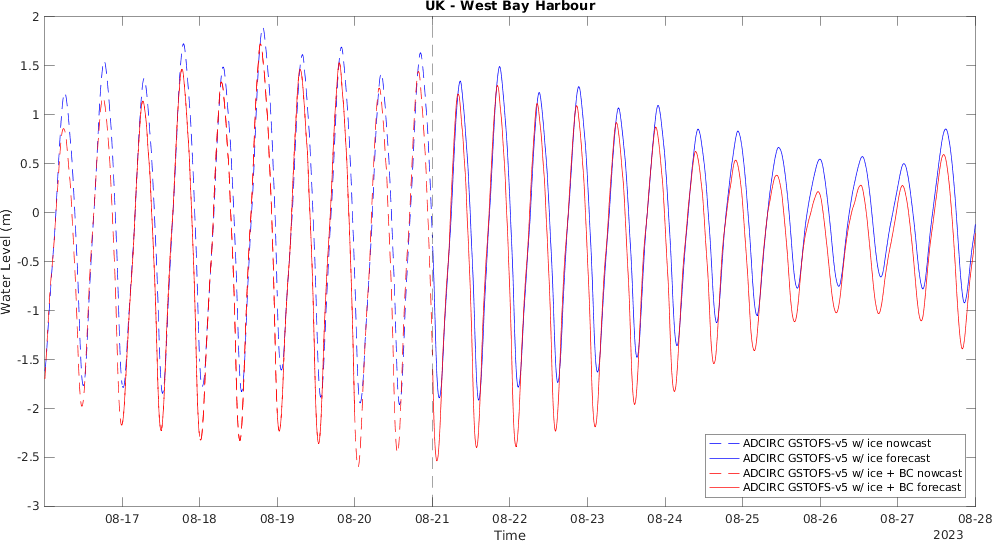 UK - West Bay Harbour
2
1.5
1
0.5
0
-0.5
-1
-1.5
-2
-2.5
-3
Water Level (m)
ADCIRC GSTOFS-v5 w/ ice nowcast
ADCIRC GSTOFS-v5 w/ ice forecast
ADCIRC GSTOFS-v5 w/ ice + BC nowcast
ADCIRC GSTOFS-v5 w/ ice + BC forecast
08-17 08-18 08-19 08-20 08-21 08-22 08-23 08-24 08-25 08-26 08-27 08-28
Time 2023